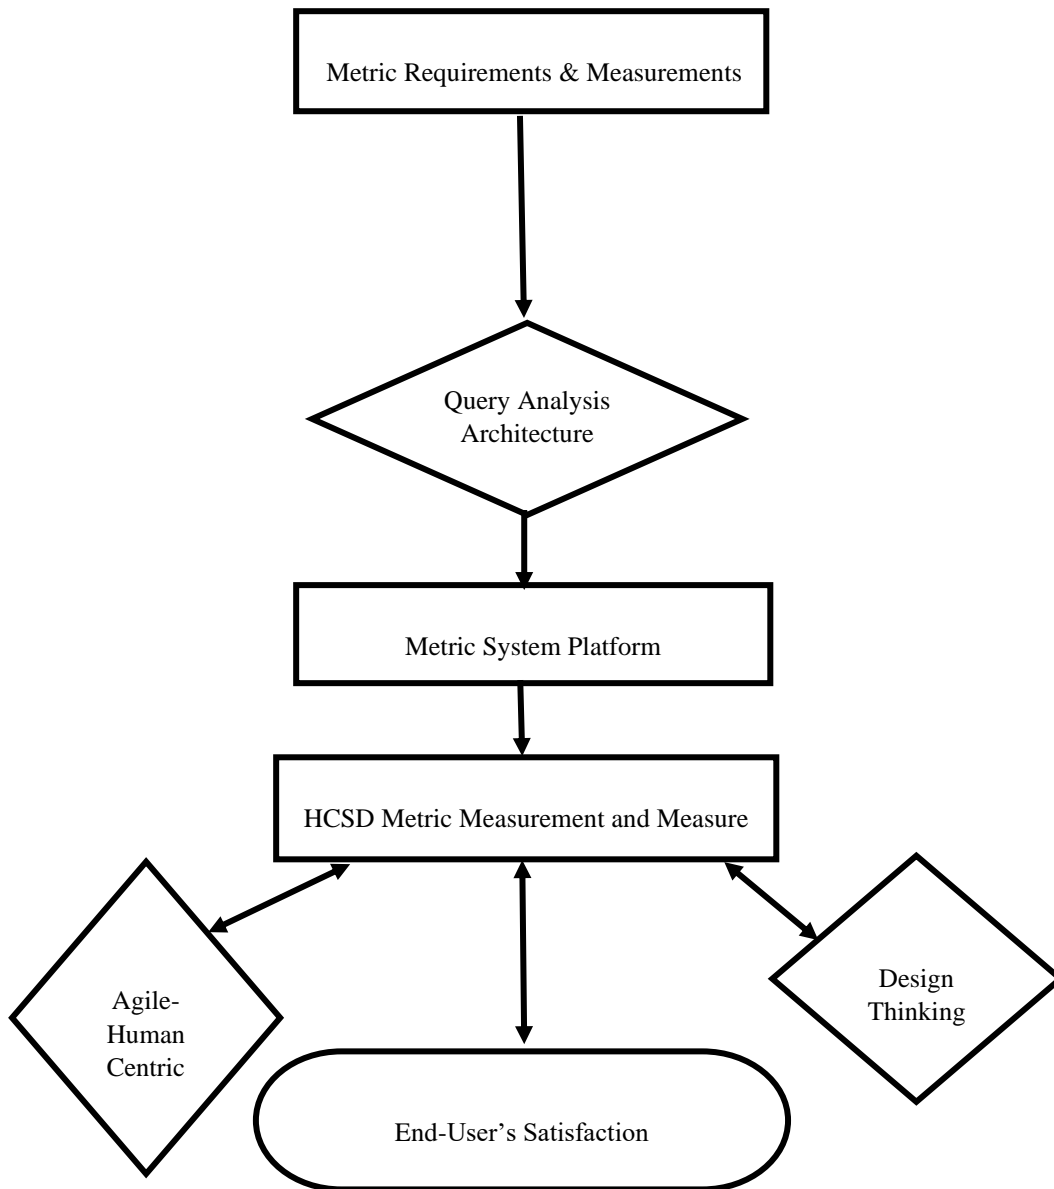 Metric Requirements & Measurements
Query Analysis
Architecture
Metric System Platform
HCSD Metric Measurement and Measure
Agile-
Human
Centric
Design
Thinking
End-User’s Satisfaction